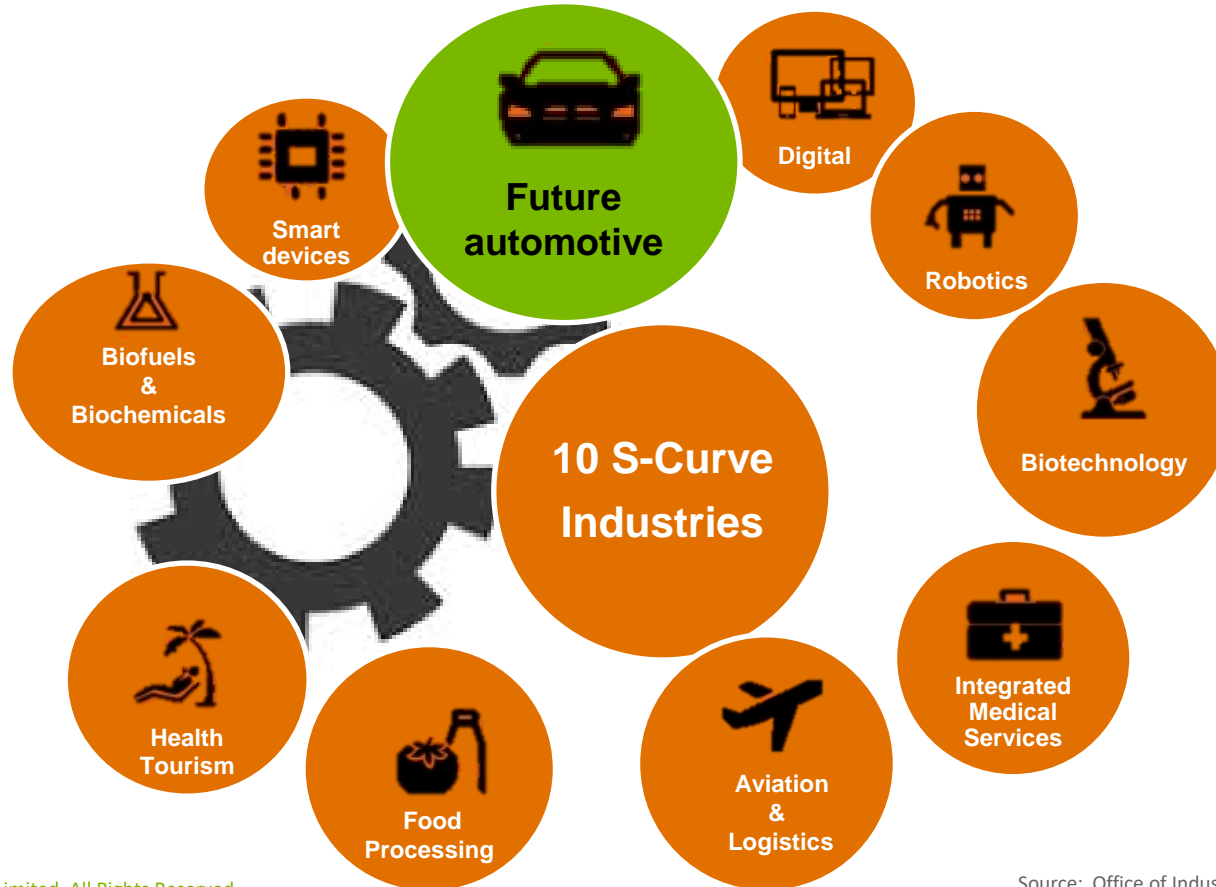 Future
automotive
Digital
Smart
devices
Robotics
Biofuels
&
Biochemicals
Biotechnology
10 S-Curve
Industries
Integrated
Medical
Services
Health
Tourism
Aviation
&
Logistics
Food
Processing
Limited. All Rights Reserved
Source: Office of Indus